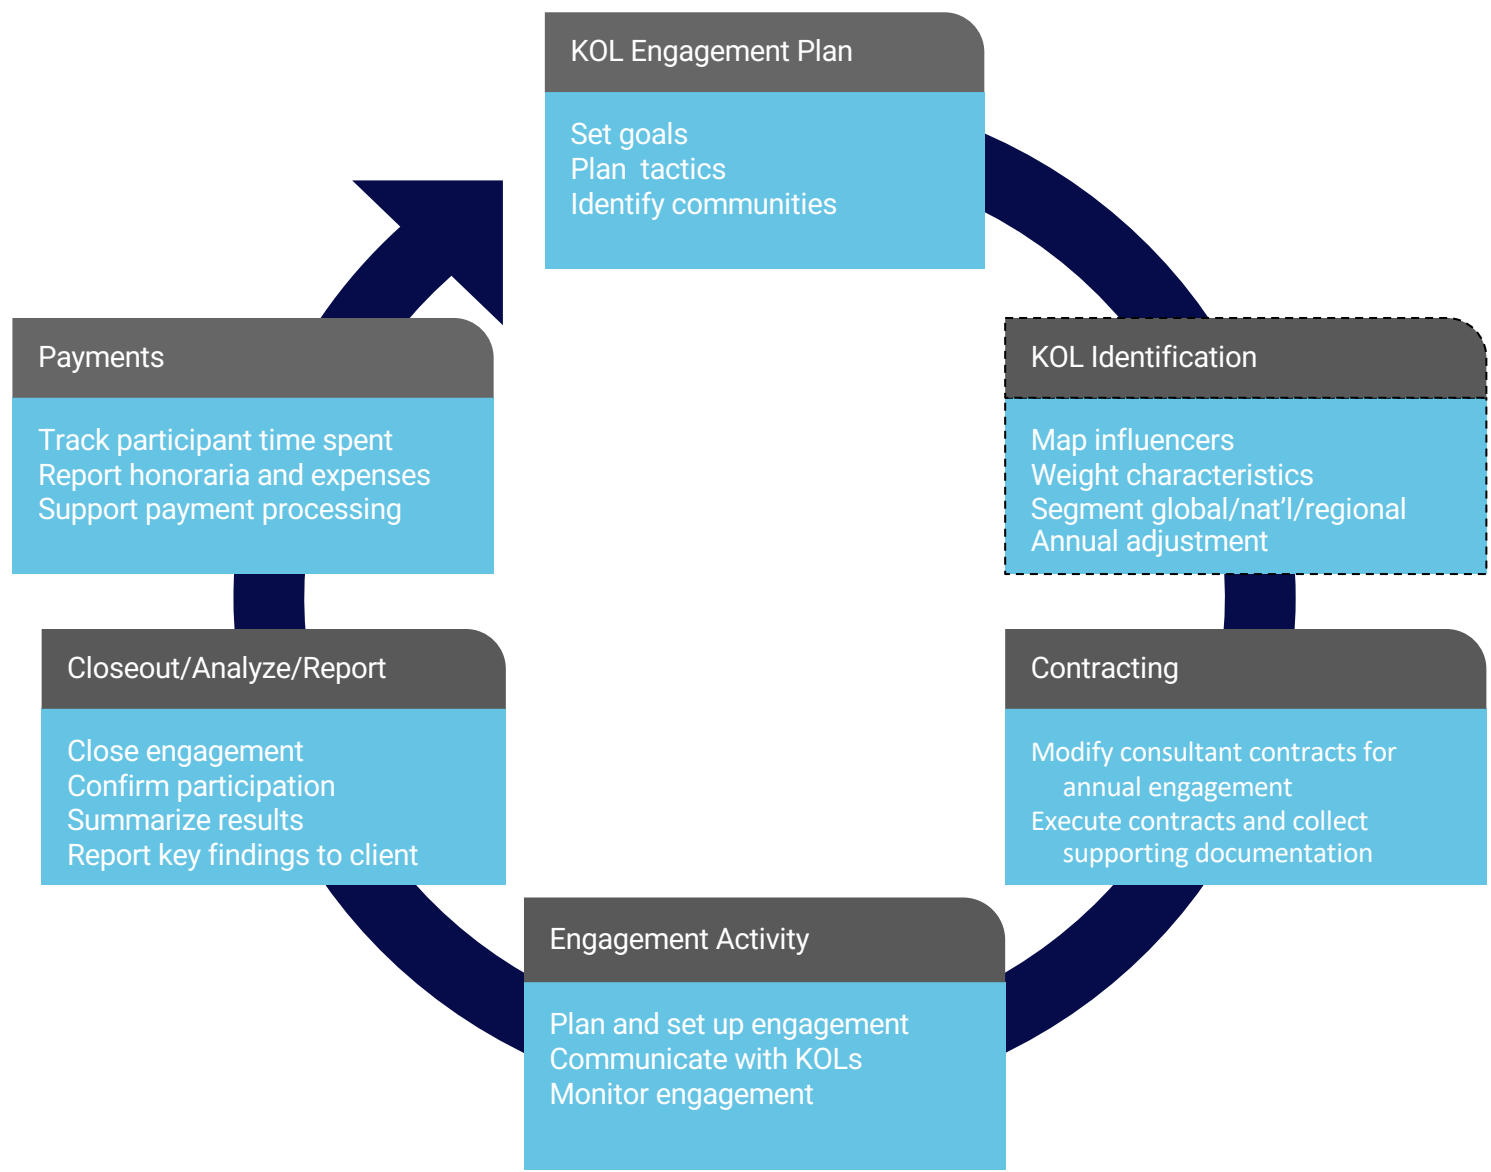 KOL Engagement Plan
Set goals
Plan  tactics
Identify communities
KOL Identification
Map influencers
Weight characteristics
Segment global/nat’l/regional
Annual adjustment
Contracting
Modify consultant contracts for
annual engagement
Execute contracts and collect
supporting documentation
Engagement Activity
Plan and set up engagement
Communicate with KOLs
Monitor engagement
Closeout/Analyze/Report
Close engagement
Confirm participation
Summarize results
Report key findings to client
Payments
Track participant time spent
Report honoraria and expenses
Support payment processing